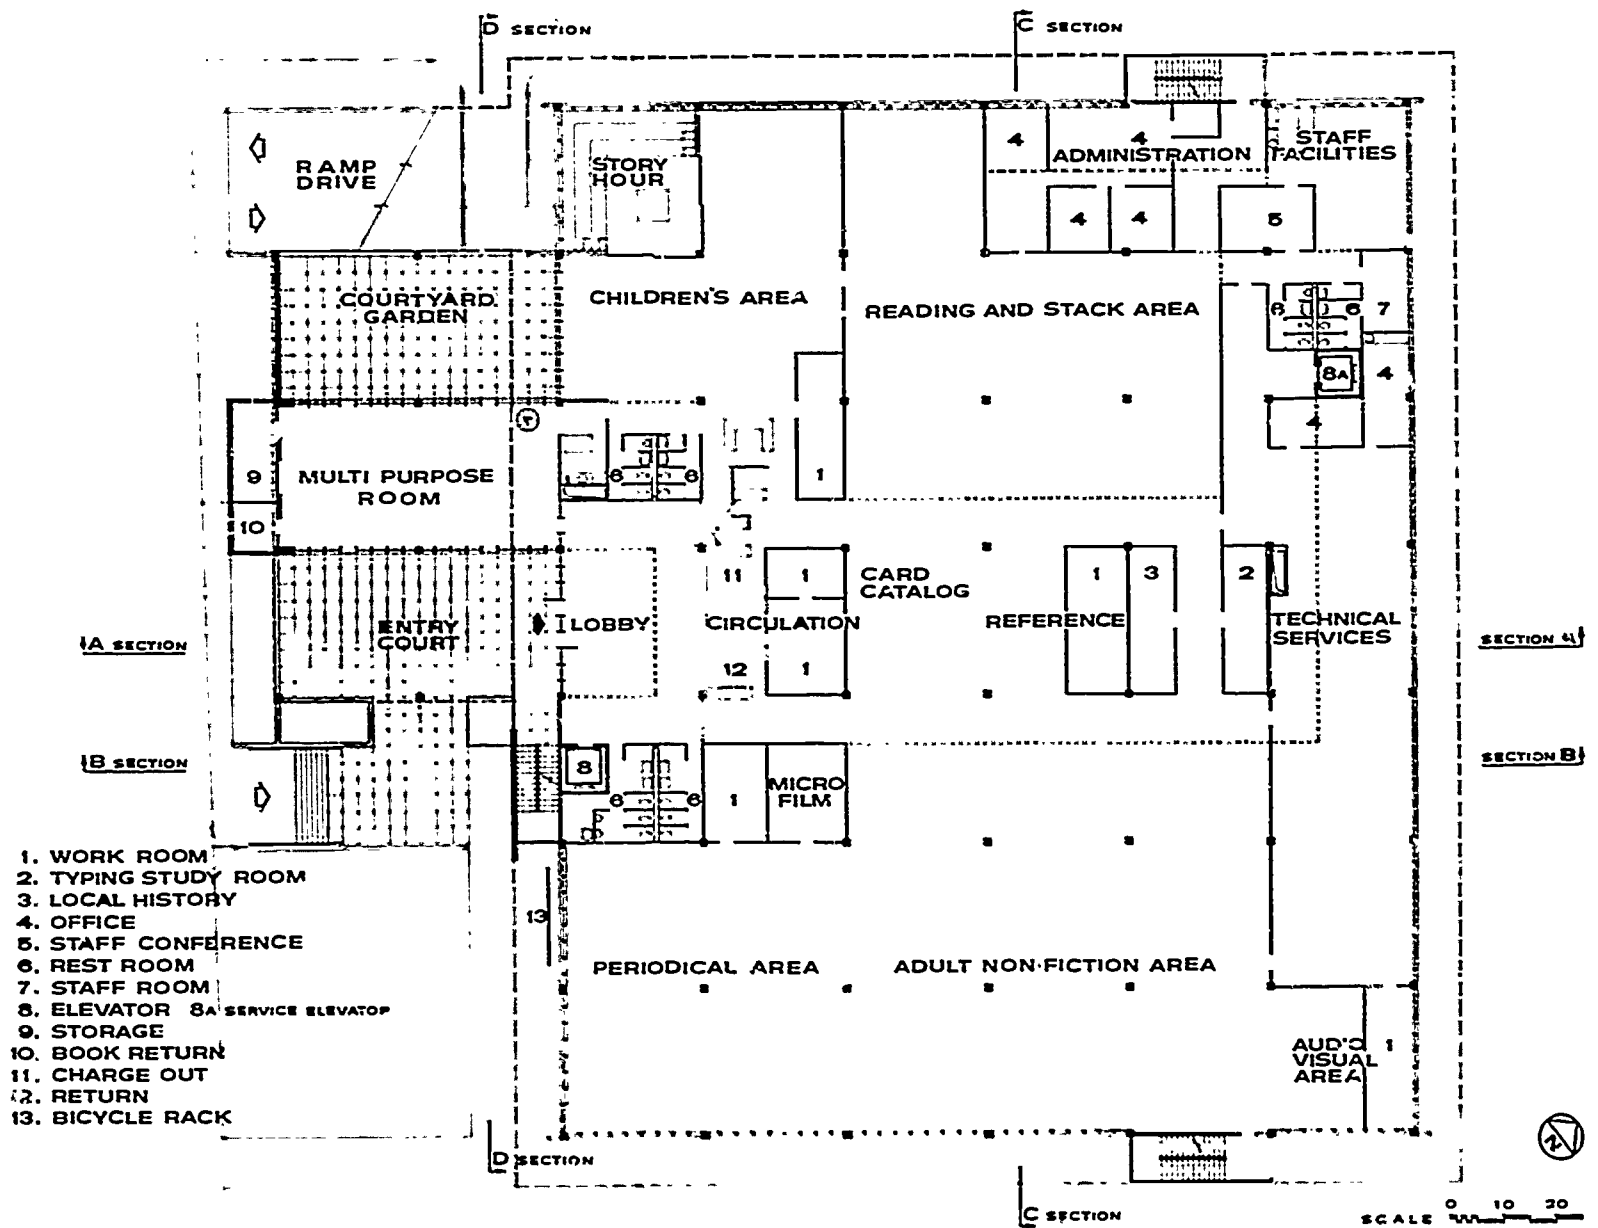 D SECTION
C SECTION
RAMP
DRIVE
STORY
HOUR
4
4
ADMINISTRATION
STAFF
FACILITIES
4
4
5
COURTYARD
GARDEN
CHILDREN'S AREA
READING AND STACK AREA
6
6
7
8A
4
4
9
MULTI PURPOSE
ROOM
6
6
1
10
11
1
CARD
CATALOG
1
3
2
A SECTION
ENTRY
COURT
LOBBY
CIRCULATION
REFERENCE
TECHNICAL
SERVICES
SECTION A
12
1
B SECTION
8
6
6
1
MICRO
FILM
SECTION B
1. WORK ROOM
2. TYPING STUDY ROOM
3. LOCAL HISTORY
4. OFFICE
5. STAFF CONFERENCE
6. REST ROOM
7. STAFF ROOM
8. ELEVATOR 8A SERVICE ELEVATOR
9. STORAGE
10. BOOK RETURN
11. CHARGE OUT
12. RETURN
13. BICYCLE RACK
13
PERIODICAL AREA
ADULT NON-FICTION AREA
AUDIO
VISUAL
AREA
1
D SECTION
C SECTION
N
SCALE 0 10 20